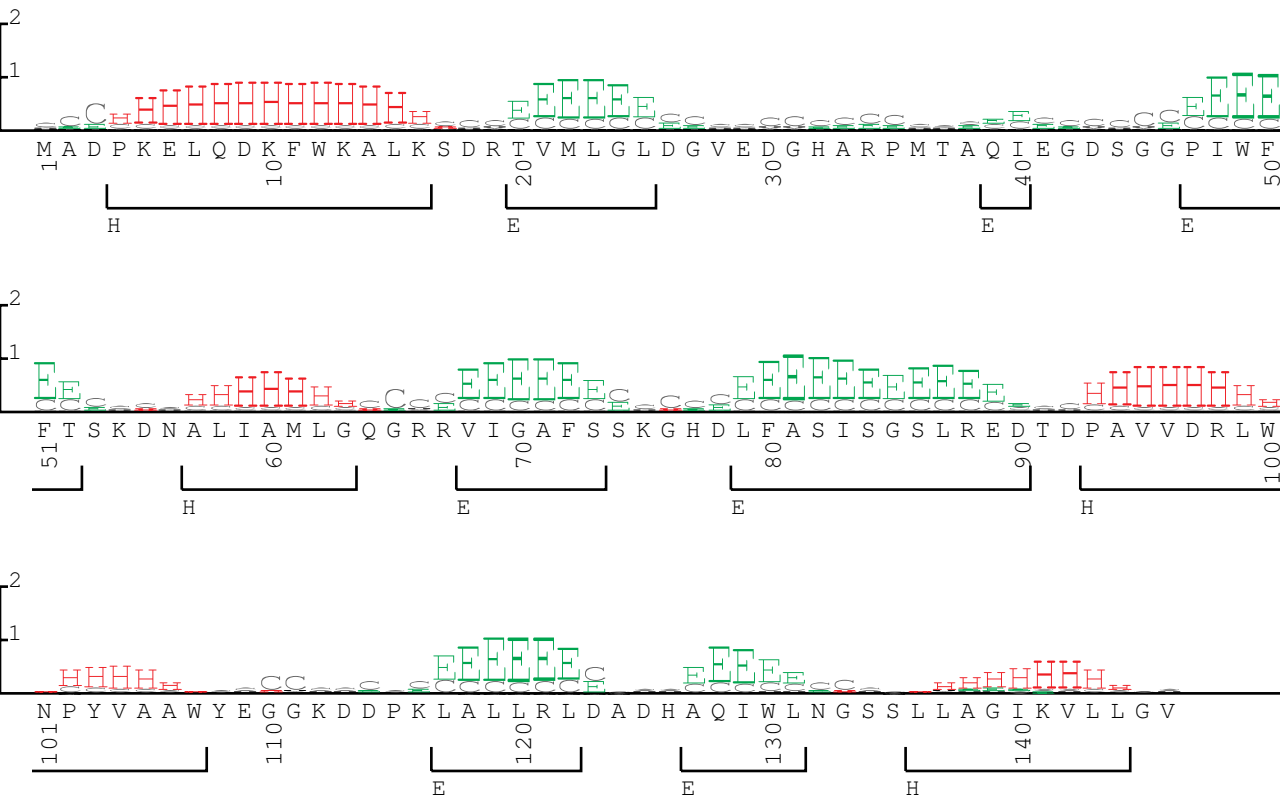 2
1
M A D P K E L Q D K F W K A L K S D R T V M L G L D G V E D G H A R P M T A Q I E G D S G G P I W F
1 10 20 30 40 50
H E E E
2
1
F T S K D N A L I A M L G Q G R R V I G A F S S K G H D L F A S I S G S L R E D T D P A V V D R L W
51 60 70 80 90 100
H E E H
2
1
N P Y V A A W Y E G G K D D P K L A L L R L D A D H A Q I W L N G S S L L A G I K V L L G V
101 110 120 130 140
E E H